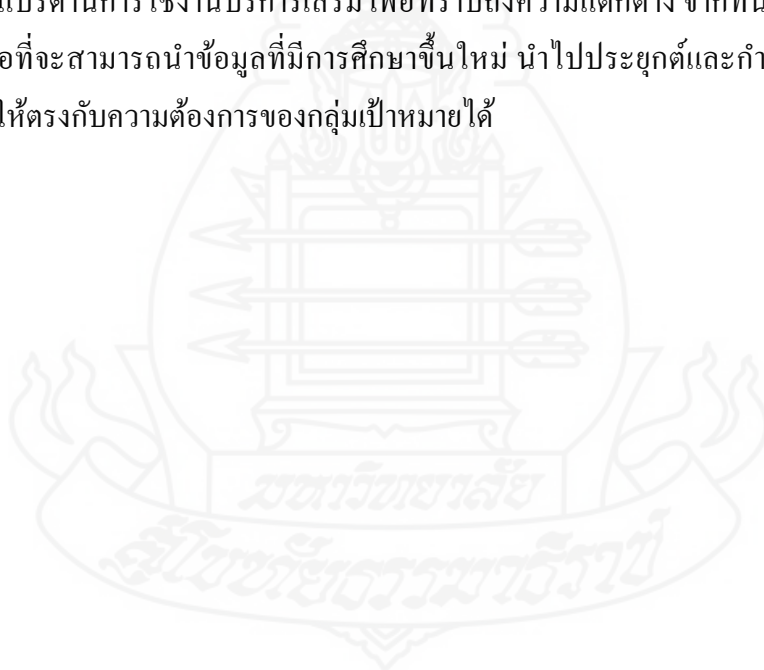 แปรด้านการใช้งานบริการเสริม เพื่อทราบถึงความแตกต่าง จากที่
ที่จะสามารถนำข้อมูลที่มีการศึกษาขึ้นใหม่ นำไปประยุกต์และกำ
ให้ตรงกับความต้องการของกลุ่มเป้าหมายได้
มหาวิทยาลัย
สุโขทัยธรรมาธิราช